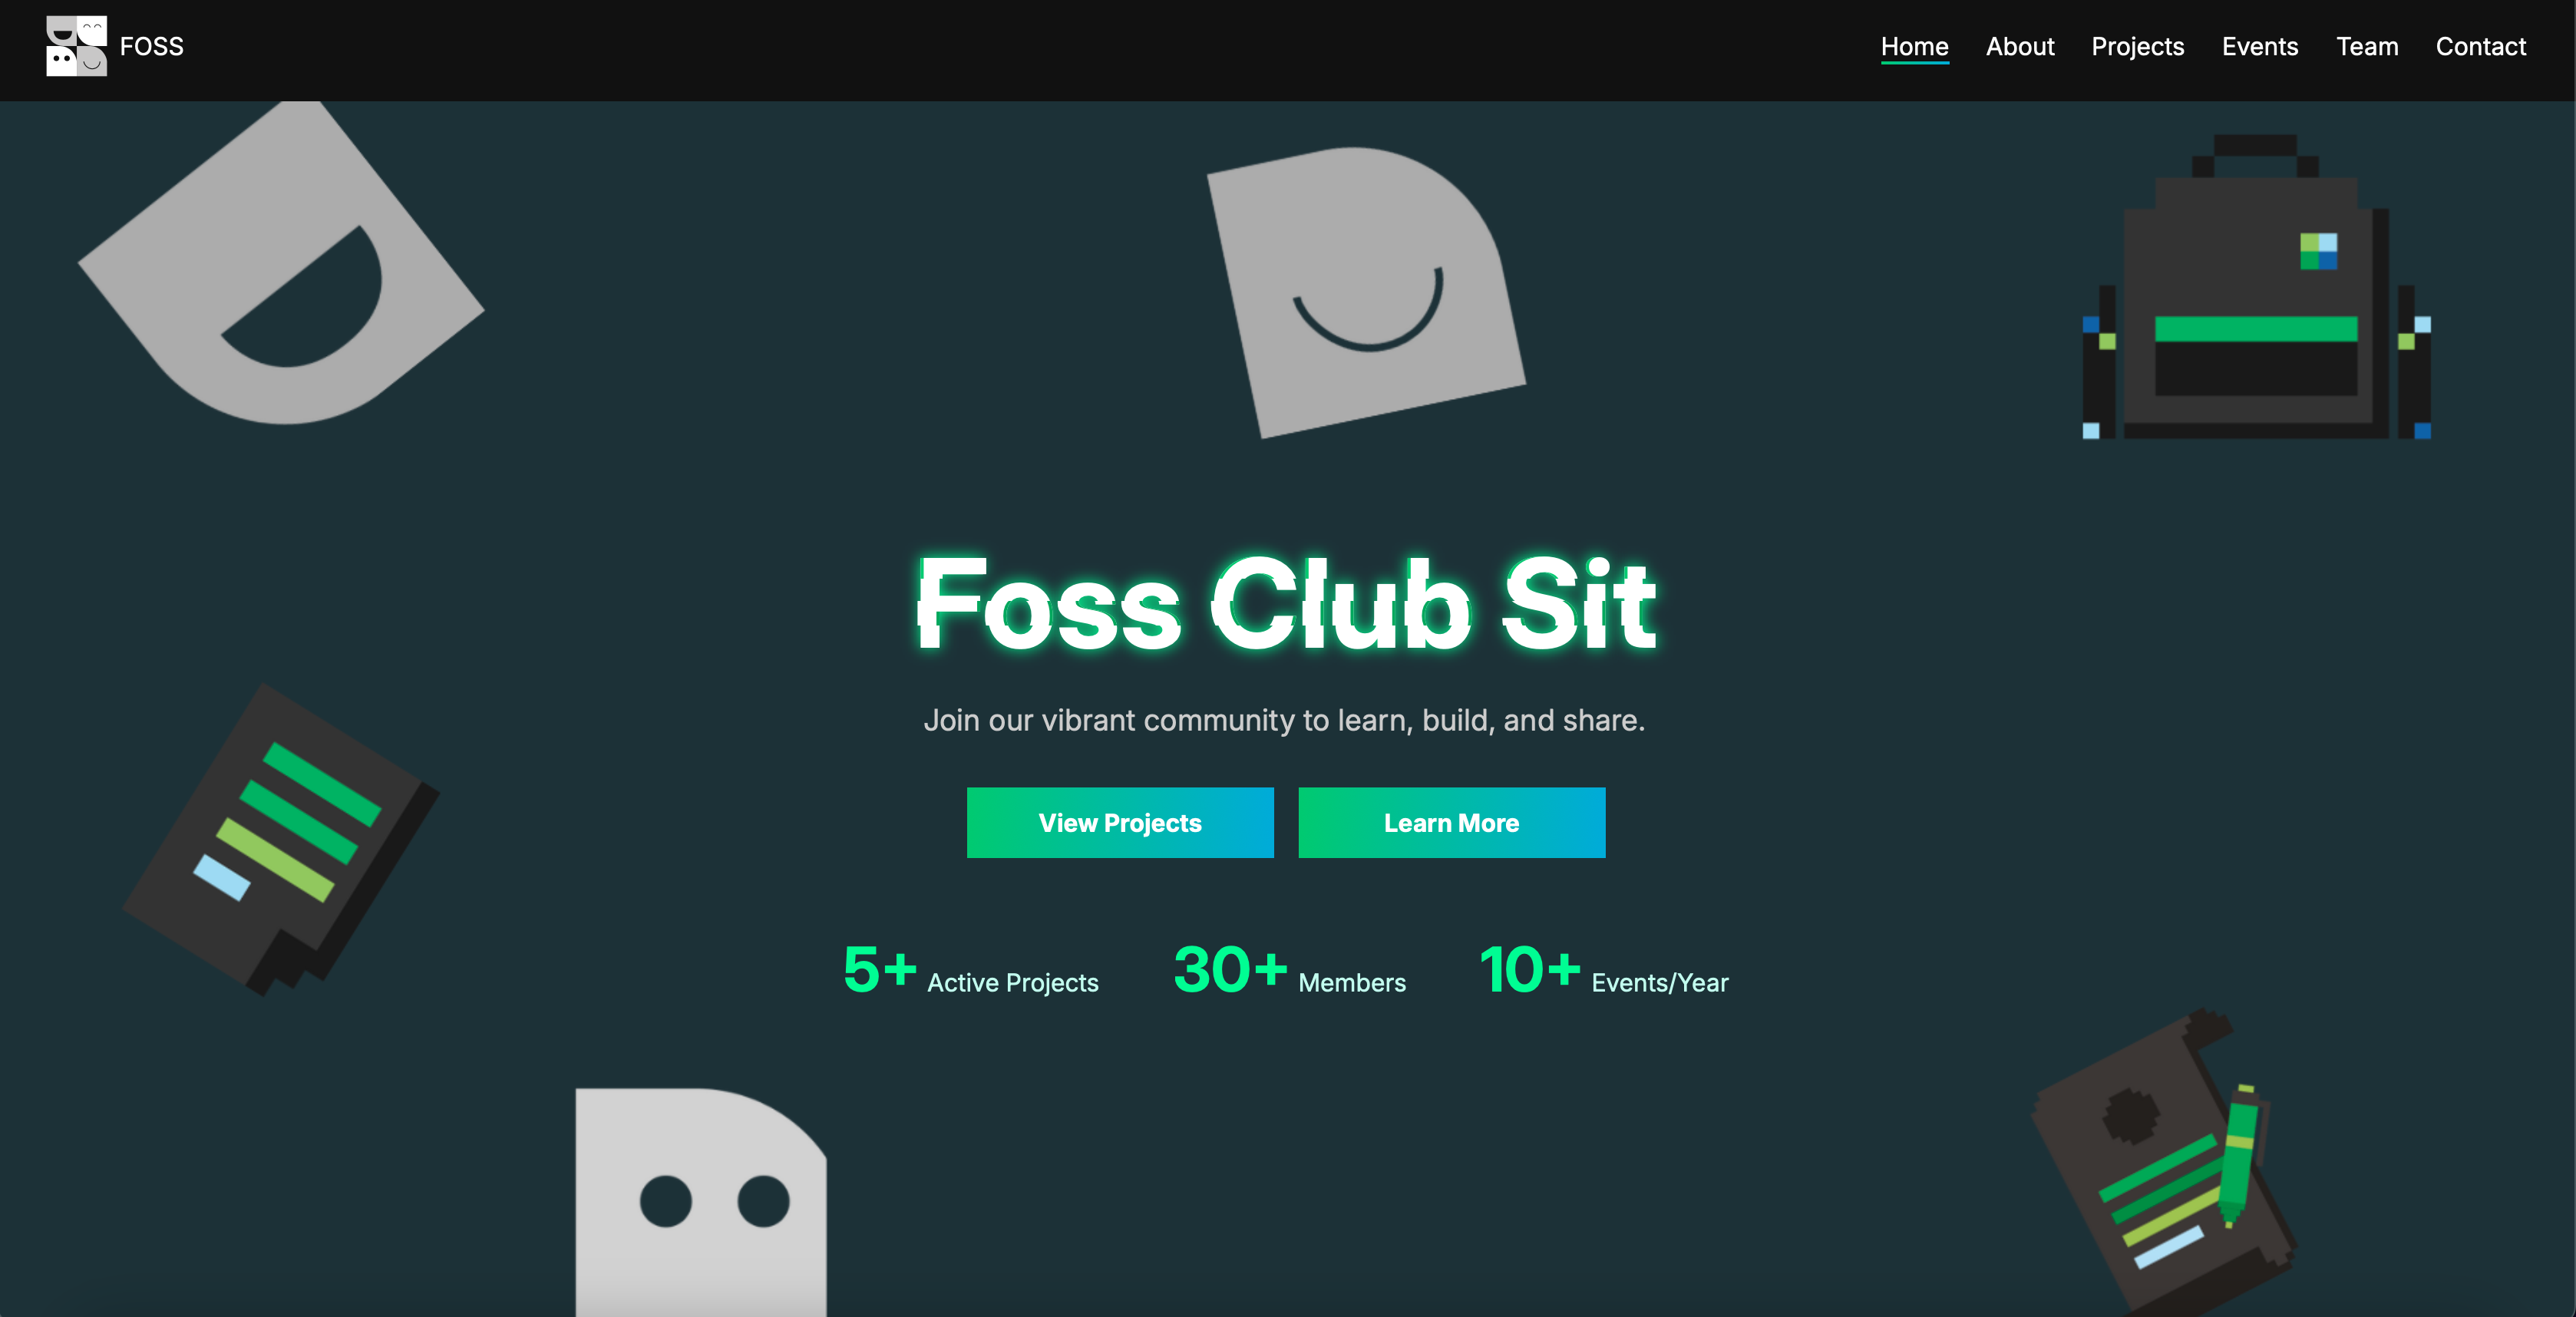 FOSS
Home About Projects Events Team Contact
Foss Club Sit
Join our vibrant community to learn, build, and share.
View Projects Learn More
5+ Active Projects 30+ Members 10+ Events/Year